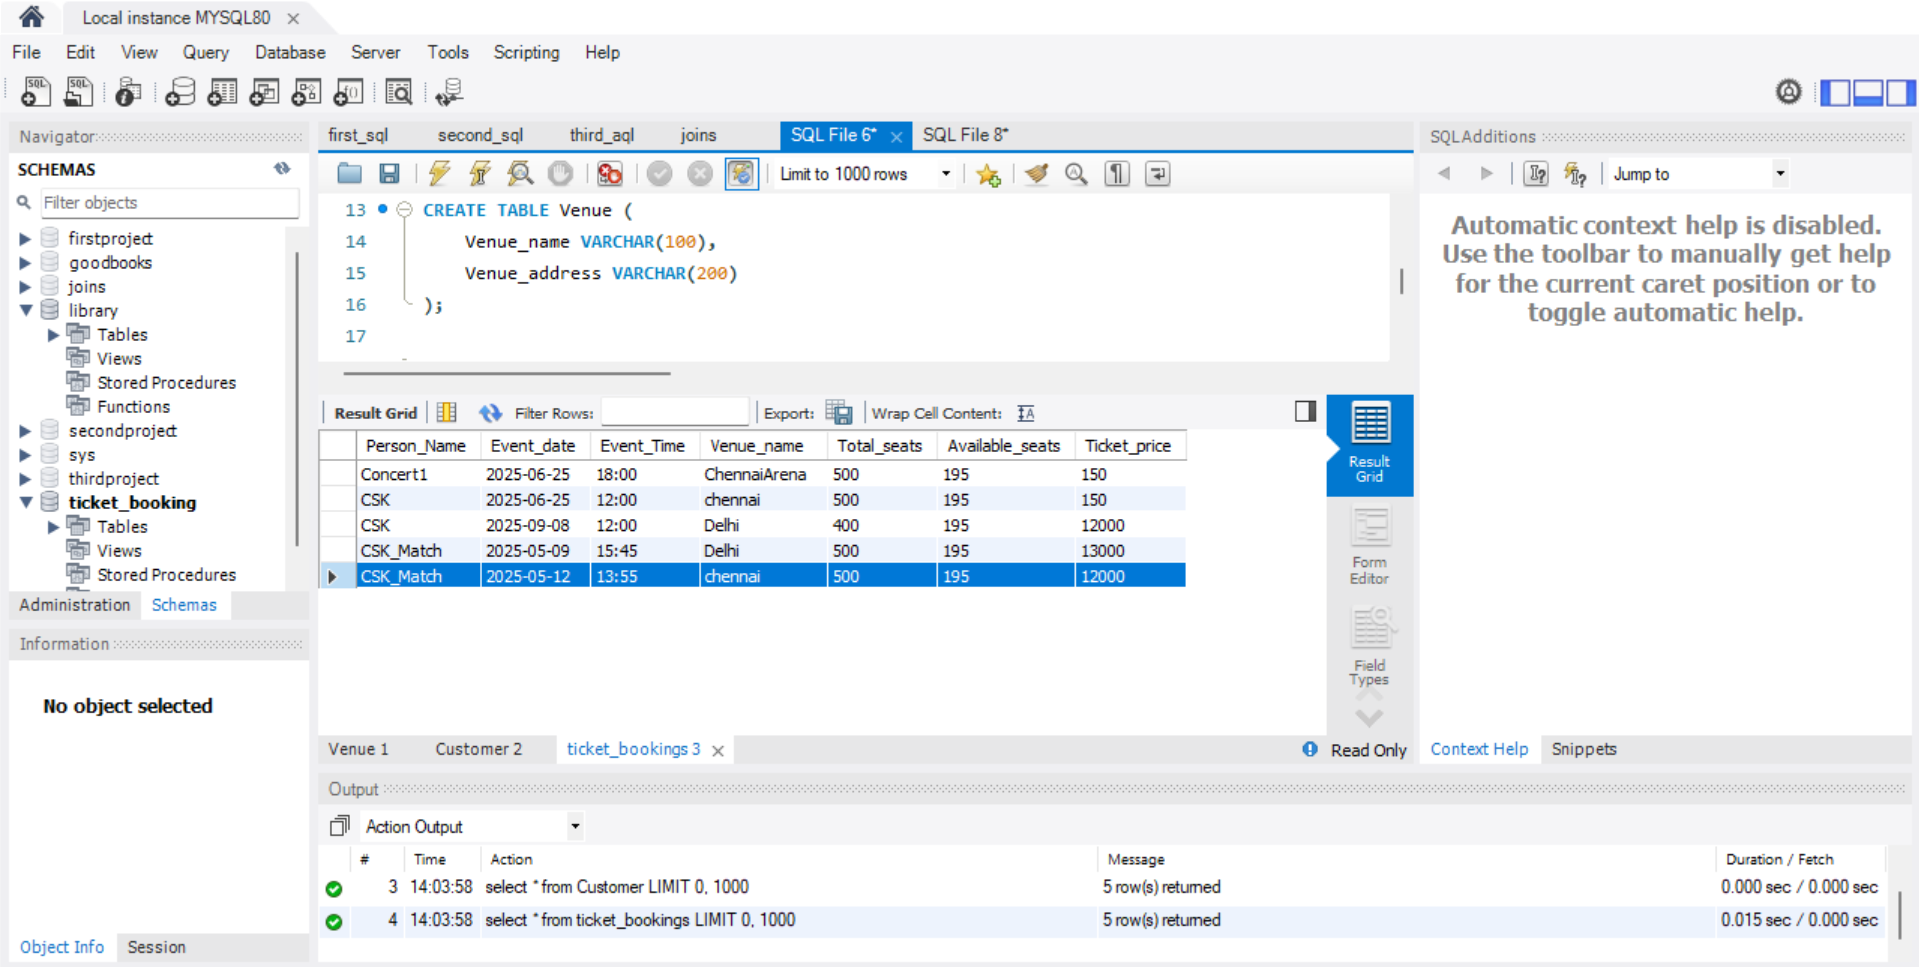 Local instance MYSQL80
File Edit View Query Database Server Tools Scripting Help
Navigator
SCHEMAS
Filter objects
firstproject
goodbooks
joins
library
Tables
Views
Stored Procedures
Functions
secondproject
sys
thirdproject
ticket_booking
Tables
Views
Stored Procedures
Administration Schemas
Information
No object selected
Object Info Session
first_sql second_sql third_aql joins SQL File 6* SQL File 8*
Limit to 1000 rows
13 CREATE TABLE Venue (
14 Venue_name VARCHAR(100),
15 Venue_address VARCHAR(200)
16 );
17
Result Grid Filter Rows: Export: Wrap Cell Content:
Person_Name Event_date Event_Time Venue_name Total_seats Available_seats Ticket_price
Concert1 2025-06-25 18:00 ChennaiArena 500 195 150
CSK 2025-06-25 12:00 chennai 500 195 150
CSK 2025-09-08 12:00 Delhi 400 195 12000
CSK_Match 2025-05-09 15:45 Delhi 500 195 13000
CSK_Match 2025-05-12 13:55 chennai 500 195 12000
Result
Grid
Form
Editor
Field
Types
Venue 1 Customer 2 ticket_bookings 3 Read Only
SQLAdditions
Jump to
Automatic context help is disabled.
Use the toolbar to manually get help
for the current caret position or to
toggle automatic help.
Context Help Snippets
Output
Action Output
# Time Action Message Duration / Fetch
3 14:03:58 select * from Customer LIMIT 0, 1000 5 row(s) returned 0.000 sec / 0.000 sec
4 14:03:58 select * from ticket_bookings LIMIT 0, 1000 5 row(s) returned 0.015 sec / 0.000 sec